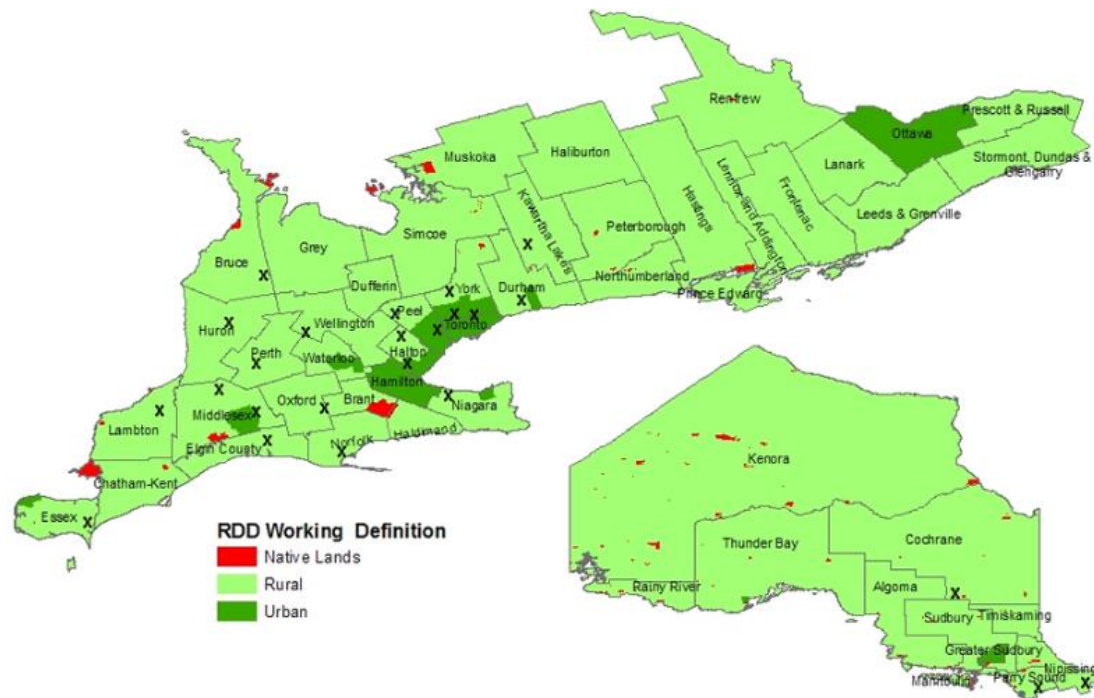 Renfrew
Prescott & Russell
Ottawa
Muskoka
Haliburton
Lanark
Stormont, Dundas &
Glengarry
Kawartha Lakes
Hastings
Lennox and Addington
Frontenac
Leeds & Grenville
Simcoe
Peterborough
Grey
Bruce
X
X
Northumberland
Durham
X
Prince Edward
Dufferin
X
York
Peel
X
X
X
X
Toronto
Huron
X
Wellington
X
X
Halton
Perth
X
Waterloo
X
Hamilton
X
Middlesex
X
Oxford
X
Brant
X
Niagara
X
Lambton
Elgin County
X
Norfolk
X
Haldimand
Chatham-Kent
Essex
X
RDD Working Definition
Native Lands
Rural
Urban
Kenora
Thunder Bay
Cochrane
Rainy River
Algoma
X
Sudbury
Timiskaming
Greater Sudbury
Nipissing
Manitoulin
Parry Sound
X
X